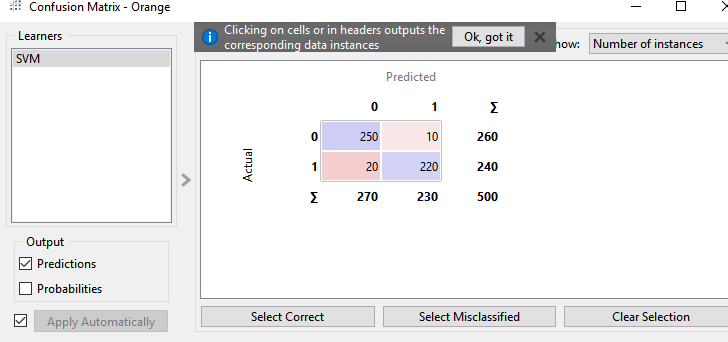 Confusion Matrix - Orange
Learners
SVM
Clicking on cells or in headers outputs the
corresponding data instances
Ok, got it
how: Number of instances
Predicted
0 1 Σ
Actual
0 250 10 260
1 20 220 240
Σ 270 230 500
Output
Predictions
Probabilities
Apply Automatically
Select Correct
Select Misclassified
Clear Selection